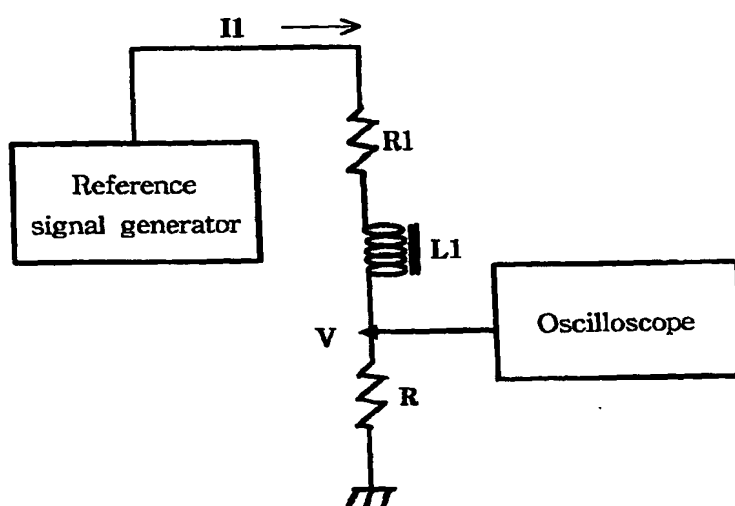 I1
R1
Reference
signal generator
L1
V
Oscilloscope
R